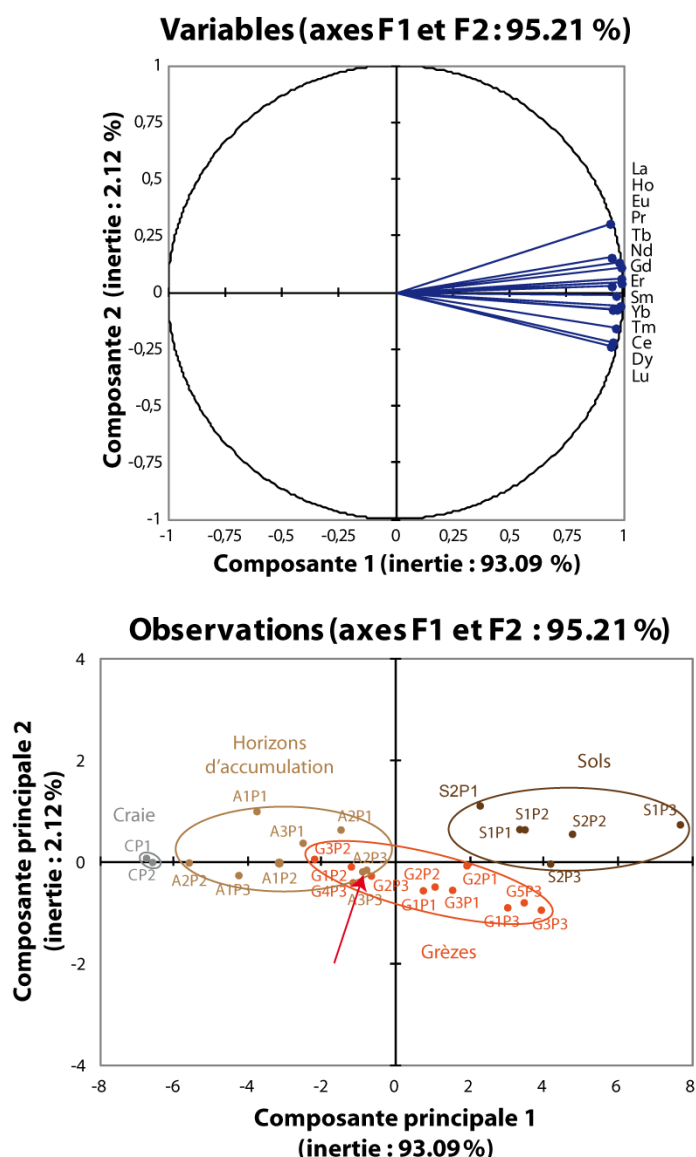 Variables (axes F1 et F2 : 95.21 %)
1
0,75
0,5
0,25
0
-0,25
-0,5
-0,75
-1
Composante 2 (inertie : 2.12 %)
La
Ho
Eu
Pr
Tb
Nd
Gd
Er
Sm
Yb
Tm
Ce
Dy
Lu
-1 -0,75 -0,5 -0,25 0 0,25 0,5 0,75 1
Composante 1 (inertie : 93.09 %)
Observations (axes F1 et F2 : 95.21 %)
4
2
0
-2
-4
Composante principale 2
(inertie : 2.12 %)
Horizons
d'accumulation
Sols
Craie
Grèzes
A1P1
A2P1
A3P1
CP1
CP2
A2P2
A1P3
A1P2
G3P2
G1P2
G4P3
A2P3
G2P3
A3P3
G2P2
G1P1
G2P1
G3P1
G1P3
G5P3
G3P3
S2P1
S1P1
S1P2
S2P2
S1P3
S2P3
-8 -6 -4 -2 0 2 4 6 8
Composante principale 1
(inertie : 93.09%)